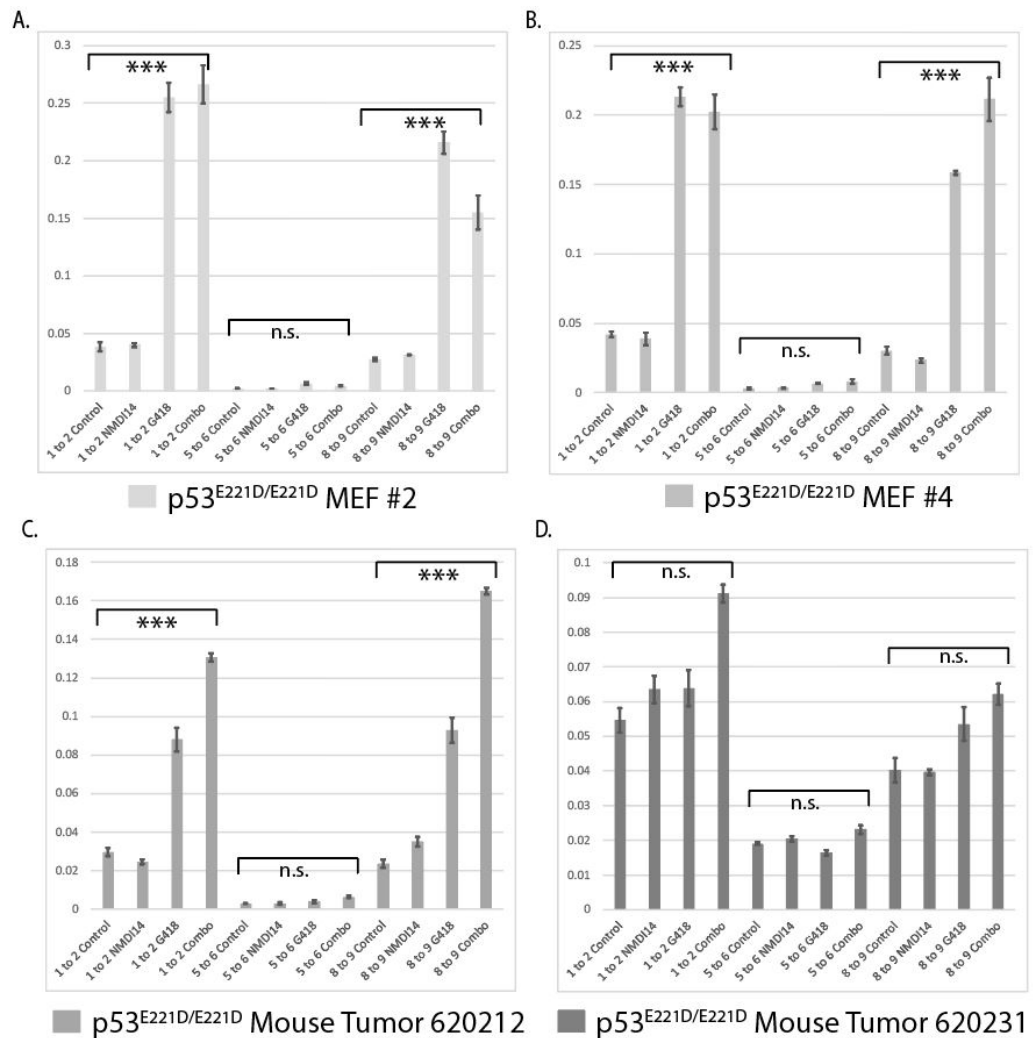 A.
0.3
0.25
0.2
0.15
0.1
0.05
0
***
n.s.
***
1 to 2 Control
1 to 2 NMDI14
1 to 2 G418
1 to 2 Combo
5 to 6 Control
5 to 6 NMDI14
5 to 6 G418
5 to 6 Combo
8 to 9 Control
8 to 9 NMDI14
8 to 9 G418
8 to 9 Combo
p53E221D/E221D MEF #2
B.
0.25
0.2
0.15
0.1
0.05
0
***
n.s.
***
1 to 2 Control
1 to 2 NMDI14
1 to 2 G418
1 to 2 Combo
5 to 6 Control
5 to 6 NMDI14
5 to 6 G418
5 to 6 Combo
8 to 9 Control
8 to 9 NMDI14
8 to 9 G418
8 to 9 Combo
p53E221D/E221D MEF #4
C.
0.18
0.16
0.14
0.12
0.1
0.08
0.06
0.04
0.02
0
***
n.s.
***
1 to 2 Control
1 to 2 NMDI14
1 to 2 G418
1 to 2 Combo
5 to 6 Control
5 to 6 NMDI14
5 to 6 G418
5 to 6 Combo
8 to 9 Control
8 to 9 NMDI14
8 to 9 G418
8 to 9 Combo
p53E221D/E221D Mouse Tumor 620212
D.
0.1
0.09
0.08
0.07
0.06
0.05
0.04
0.03
0.02
0.01
0
n.s.
n.s.
n.s.
1 to 2 Control
1 to 2 NMDI14
1 to 2 G418
1 to 2 Combo
5 to 6 Control
5 to 6 NMDI14
5 to 6 G418
5 to 6 Combo
8 to 9 Control
8 to 9 NMDI14
8 to 9 G418
8 to 9 Combo
p53E221D/E221D Mouse Tumor 620231